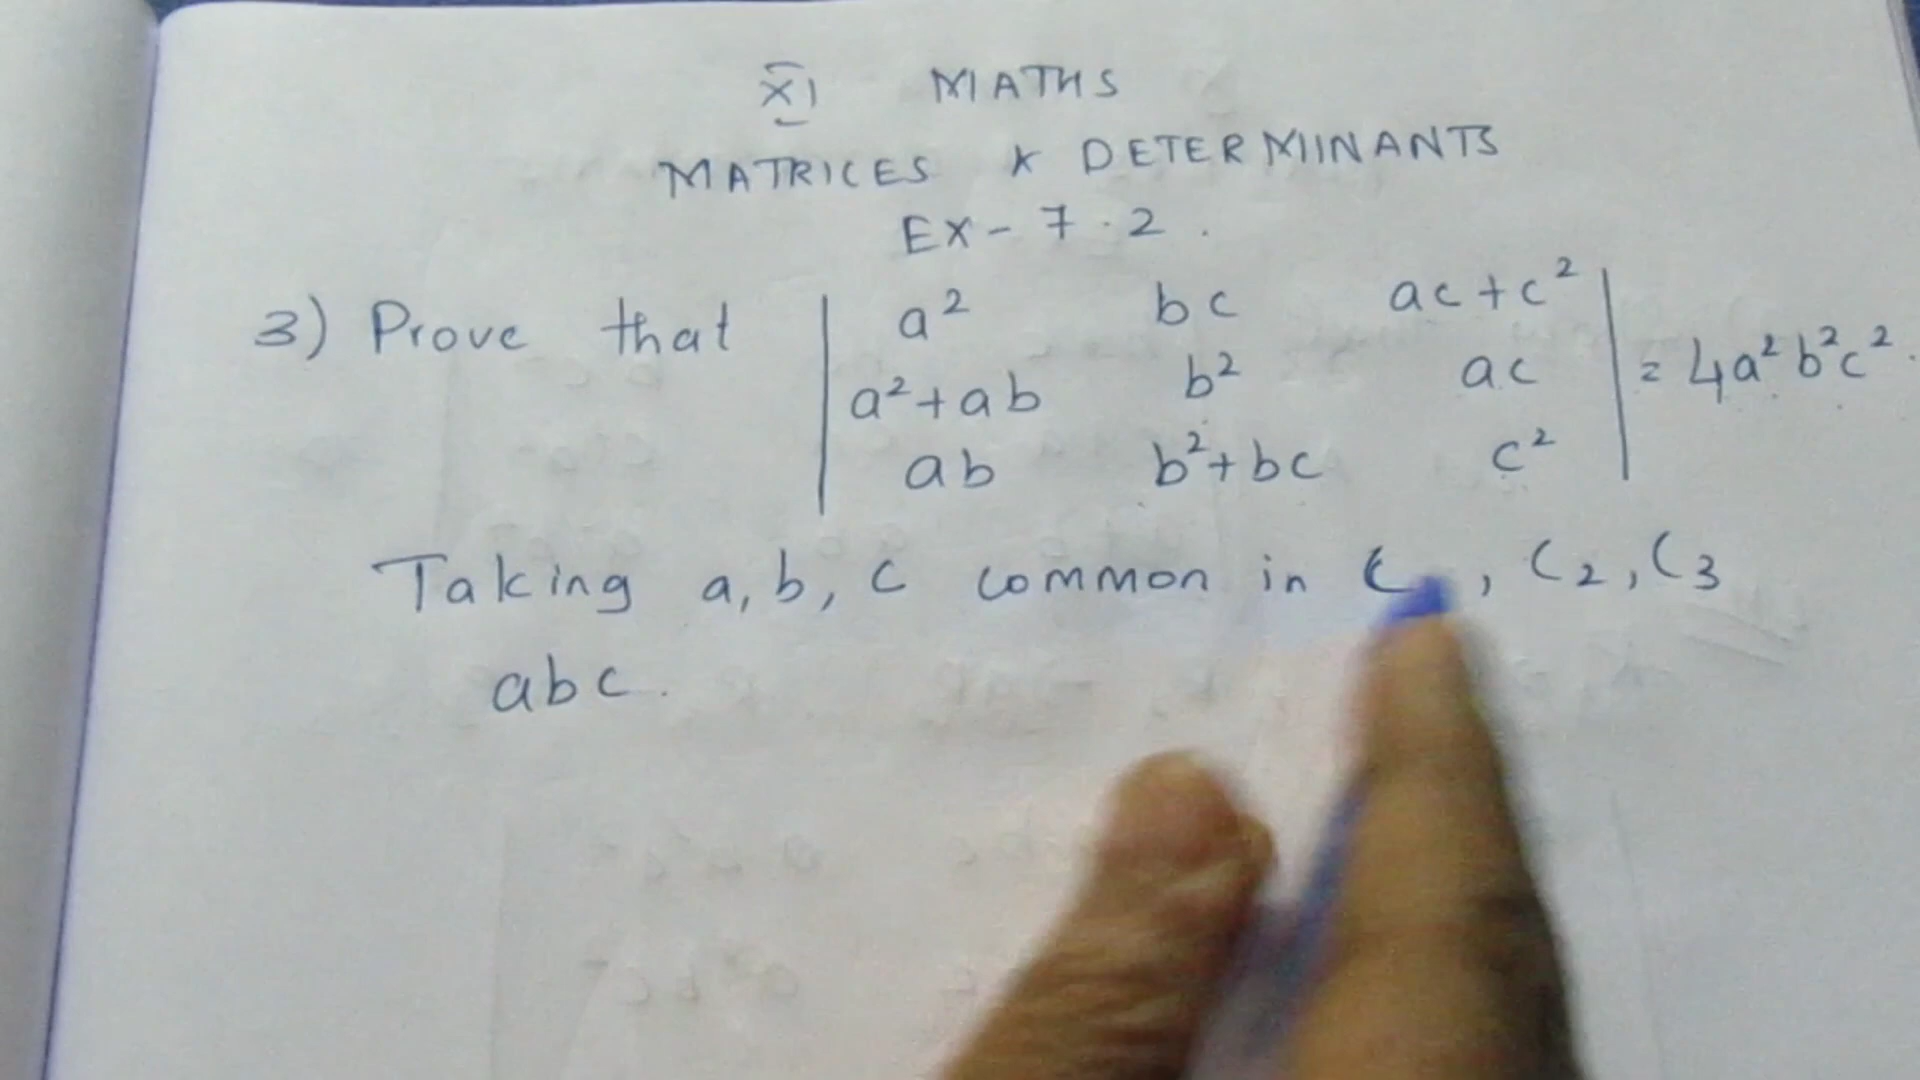 XI MATHS
MATRICES & DETERMINANTS
EX - 7.2.
3) Prove that | a² bc ac+c² |
| a²+ab b² ac | = 4a²b²c².
| ab b²+bc c² |
Taking a, b, c common in C , C₂, C₃
abc.